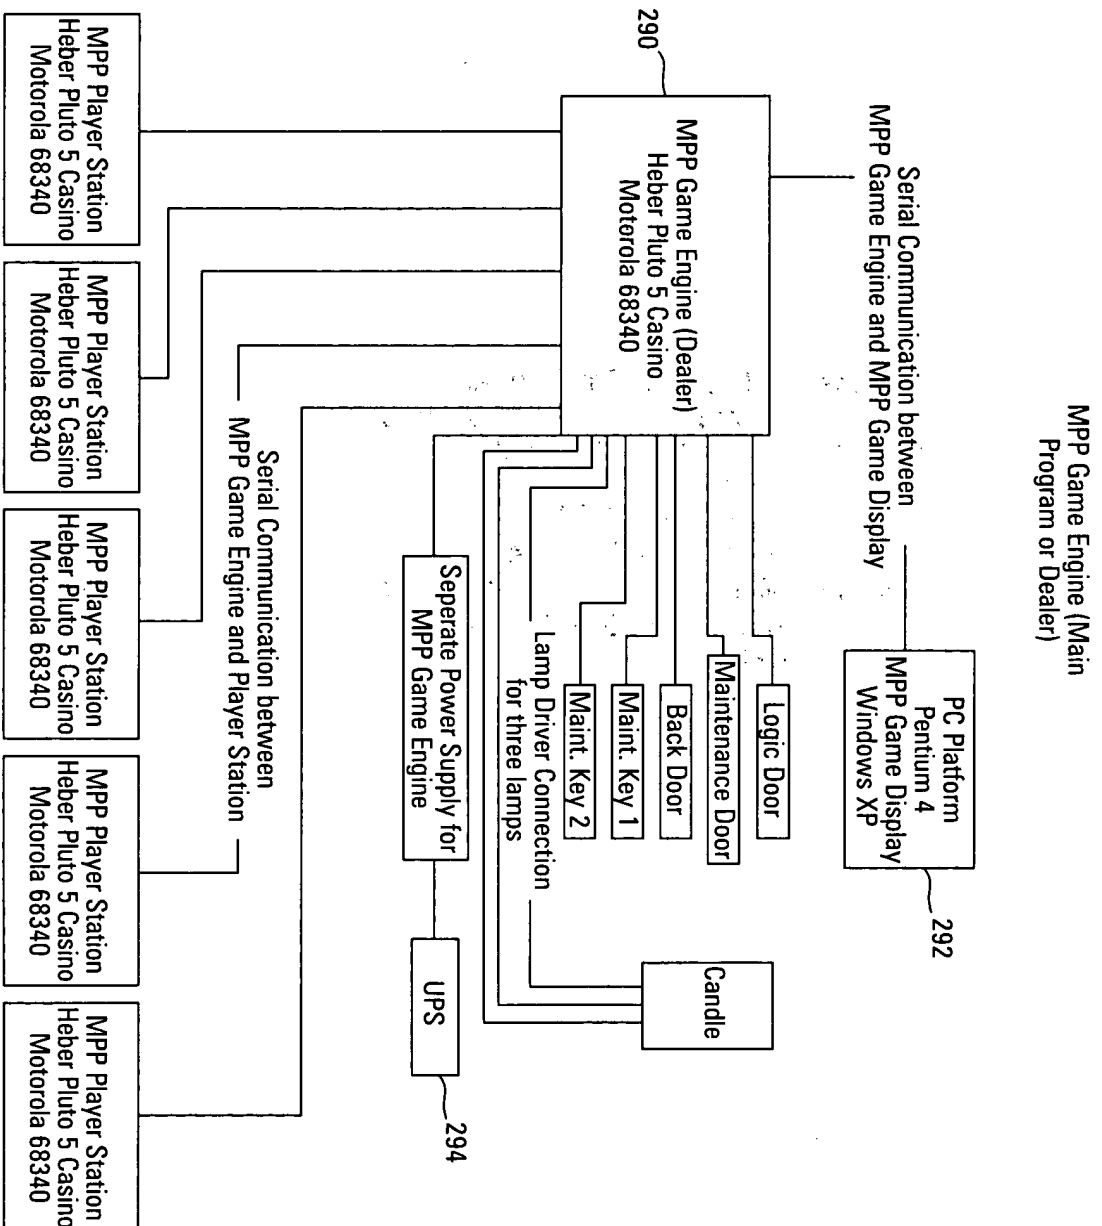 MPP Game Engine (Main
Program or Dealer)
290
Serial Communication between
MPP Game Engine and MPP Game Display
PC Platform
Pentium 4
MPP Game Display
Windows XP
292
MPP Game Engine (Dealer)
Heber Pluto 5 Casino
Motorola 68340
Logic Door
Maintenance Door
Back Door
Maint. Key 1
Maint. Key 2
Candle
Lamp Driver Connection
for three lamps
Seperate Power Supply for
MPP Game Engine
UPS
294
Serial Communication between
MPP Game Engine and Player Station
MPP Player Station
Heber Pluto 5 Casino
Motorola 68340
MPP Player Station
Heber Pluto 5 Casino
Motorola 68340
MPP Player Station
Heber Pluto 5 Casino
Motorola 68340
MPP Player Station
Heber Pluto 5 Casino
Motorola 68340
MPP Player Station
Heber Pluto 5 Casino
Motorola 68340